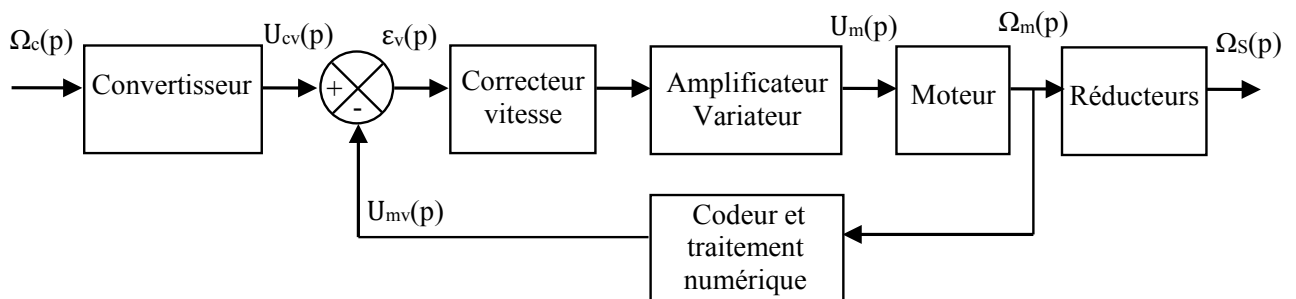 Ωc(p)
Convertisseur
Ucv(p)
+
-
εv(p)
Correcteur
vitesse
Amplificateur
Variateur
Um(p)
Moteur
Ωm(p)
Réducteurs
ΩS(p)
Umv(p)
Codeur et
traitement
numérique